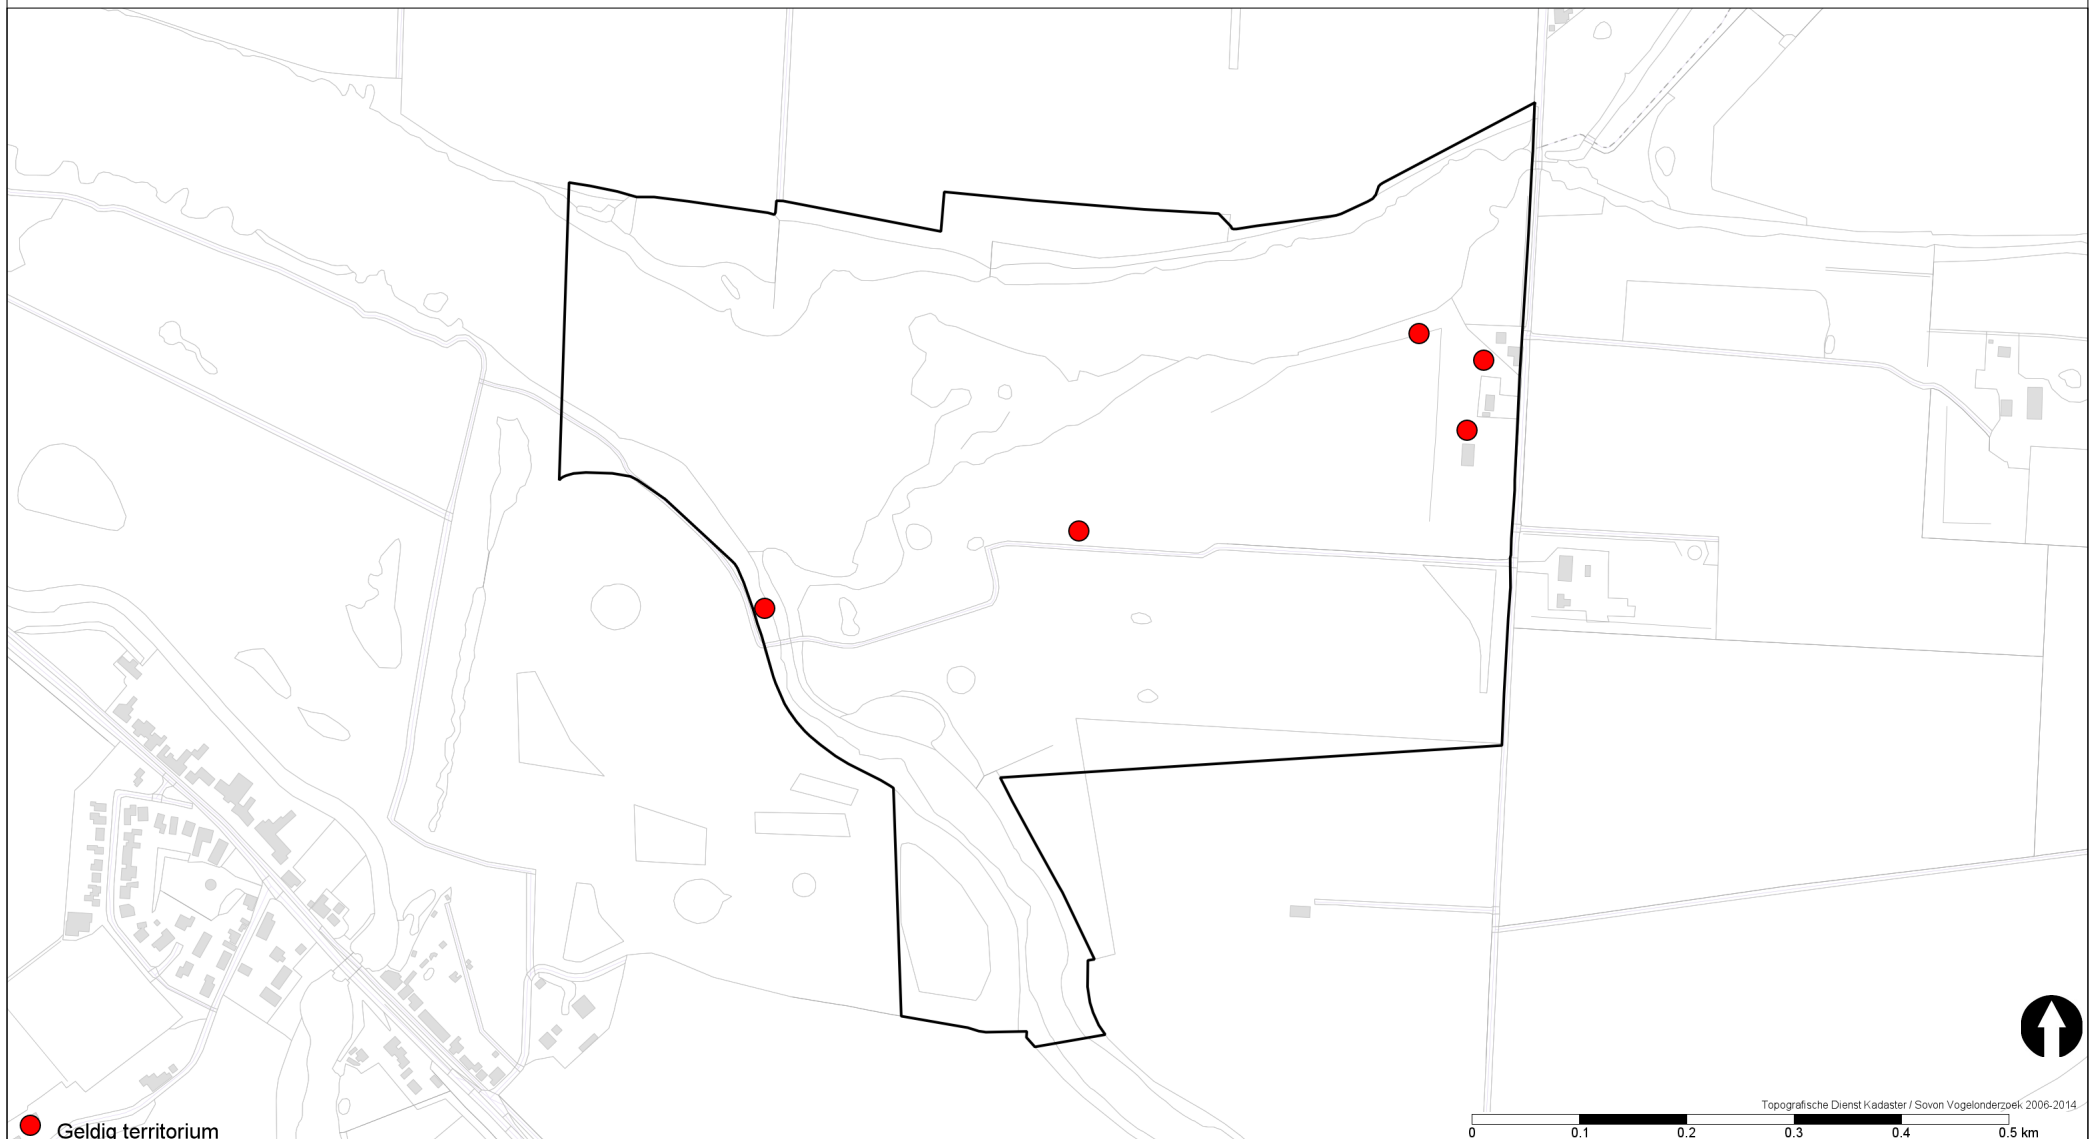 Topografische Dienst Kadaster / Sovon Vogelonderzoek 2006-2014
0 0.1 0.2 0.3 0.4 0.5 km
Geldig territorium